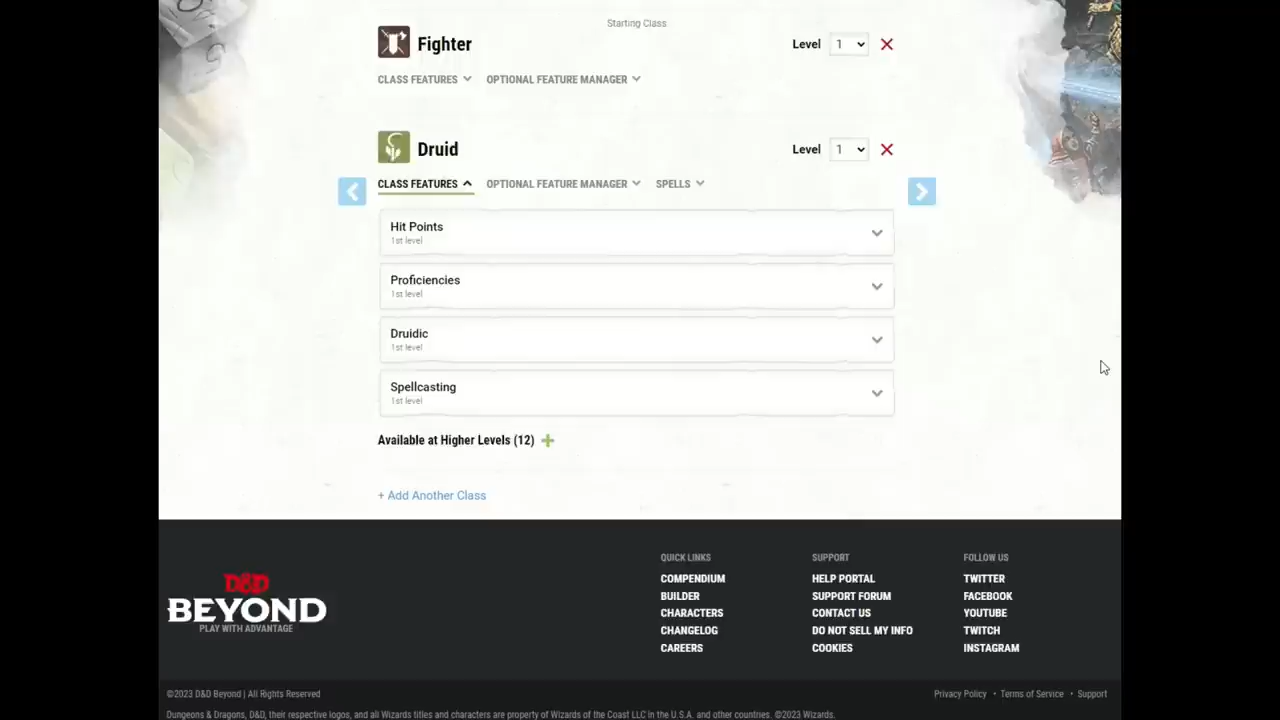 Starting Class
Fighter
Level 1
CLASS FEATURES OPTIONAL FEATURE MANAGER
Druid
Level 1
CLASS FEATURES OPTIONAL FEATURE MANAGER SPELLS
Hit Points
1st level
Proficiencies
1st level
Druidic
1st level
Spellcasting
1st level
Available at Higher Levels (12)
+ Add Another Class
D&D
BEYOND
PLAY WITH ADVANTAGE
QUICK LINKS
COMPENDIUM
BUILDER
CHARACTERS
CHANGELOG
CAREERS
SUPPORT
HELP PORTAL
SUPPORT FORUM
CONTACT US
DO NOT SELL MY INFO
COOKIES
FOLLOW US
TWITTER
FACEBOOK
YOUTUBE
TWITCH
INSTAGRAM
©2023 D&D Beyond | All Rights Reserved
Privacy Policy • Terms of Service • Support
Dungeons & Dragons, D&D, their respective logos, and all Wizards titles and characters are property of Wizards of the Coast LLC in the U.S.A. and other countries. ©2023 Wizards.